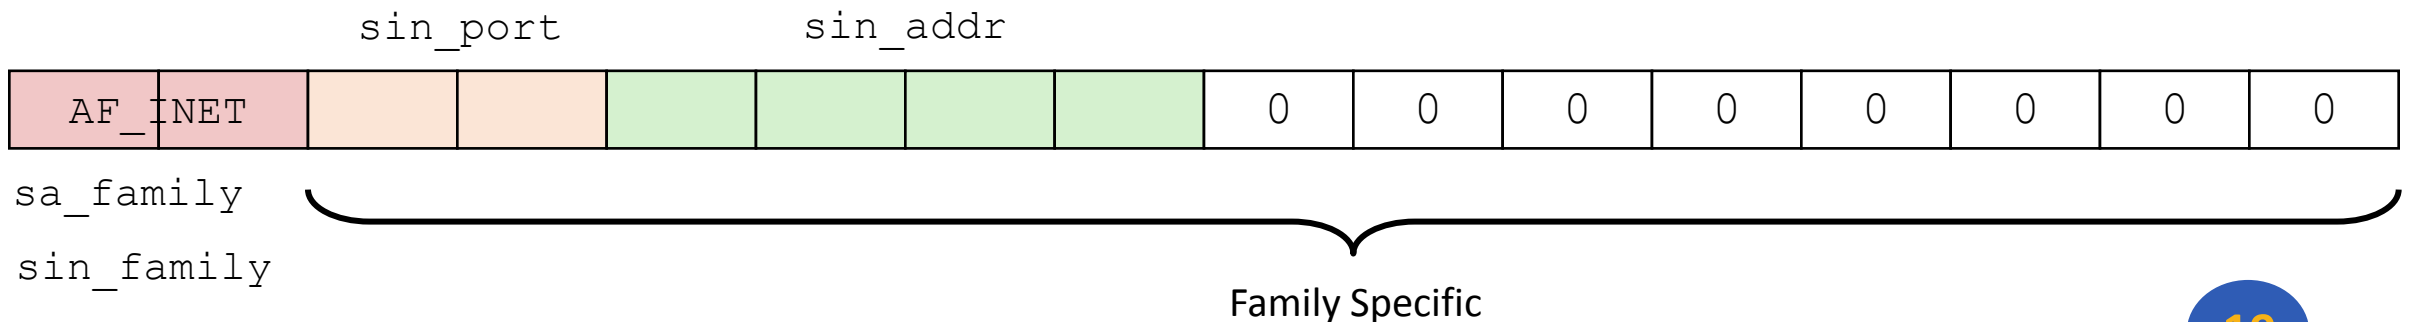 sin_port sin_addr
AF_INET 0 0 0 0 0 0 0 0
sa_family
sin_family
Family Specific